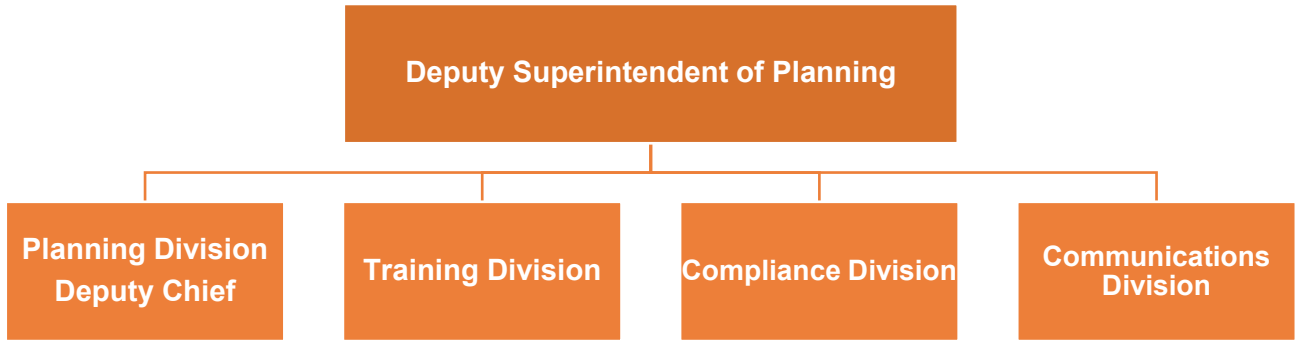 Deputy Superintendent of Planning
Planning Division
Deputy Chief
Training Division
Compliance Division
Communications
Division